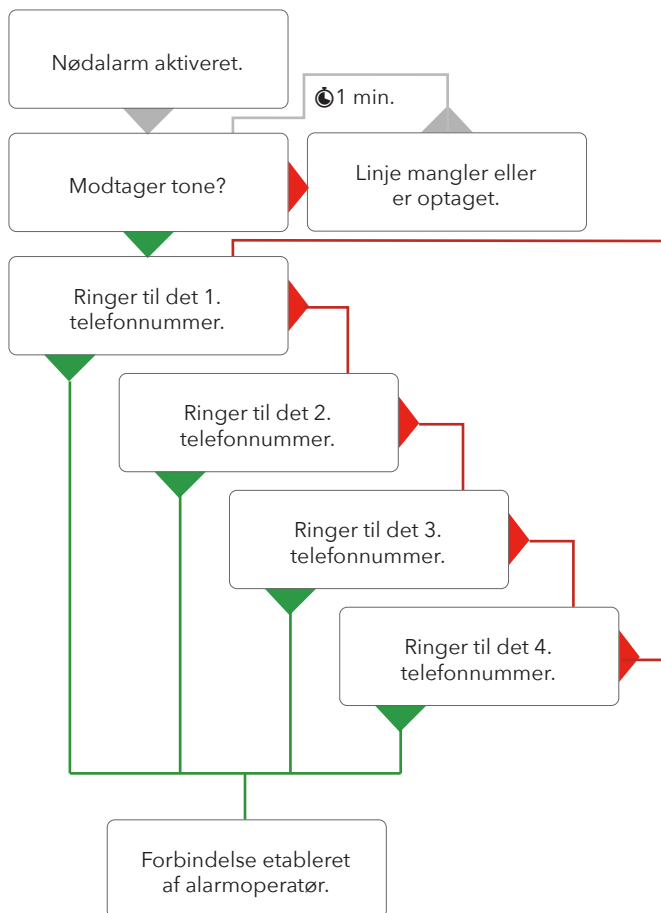 Nødalarm aktiveret.
1 min.
Modtager tone?
Linje mangler eller
er optaget.
Ringer til det 1.
telefonnummer.
Ringer til det 2.
telefonnummer.
Ringer til det 3.
telefonnummer.
Ringer til det 4.
telefonnummer.
Forbindelse etableret
af alarmoperatør.